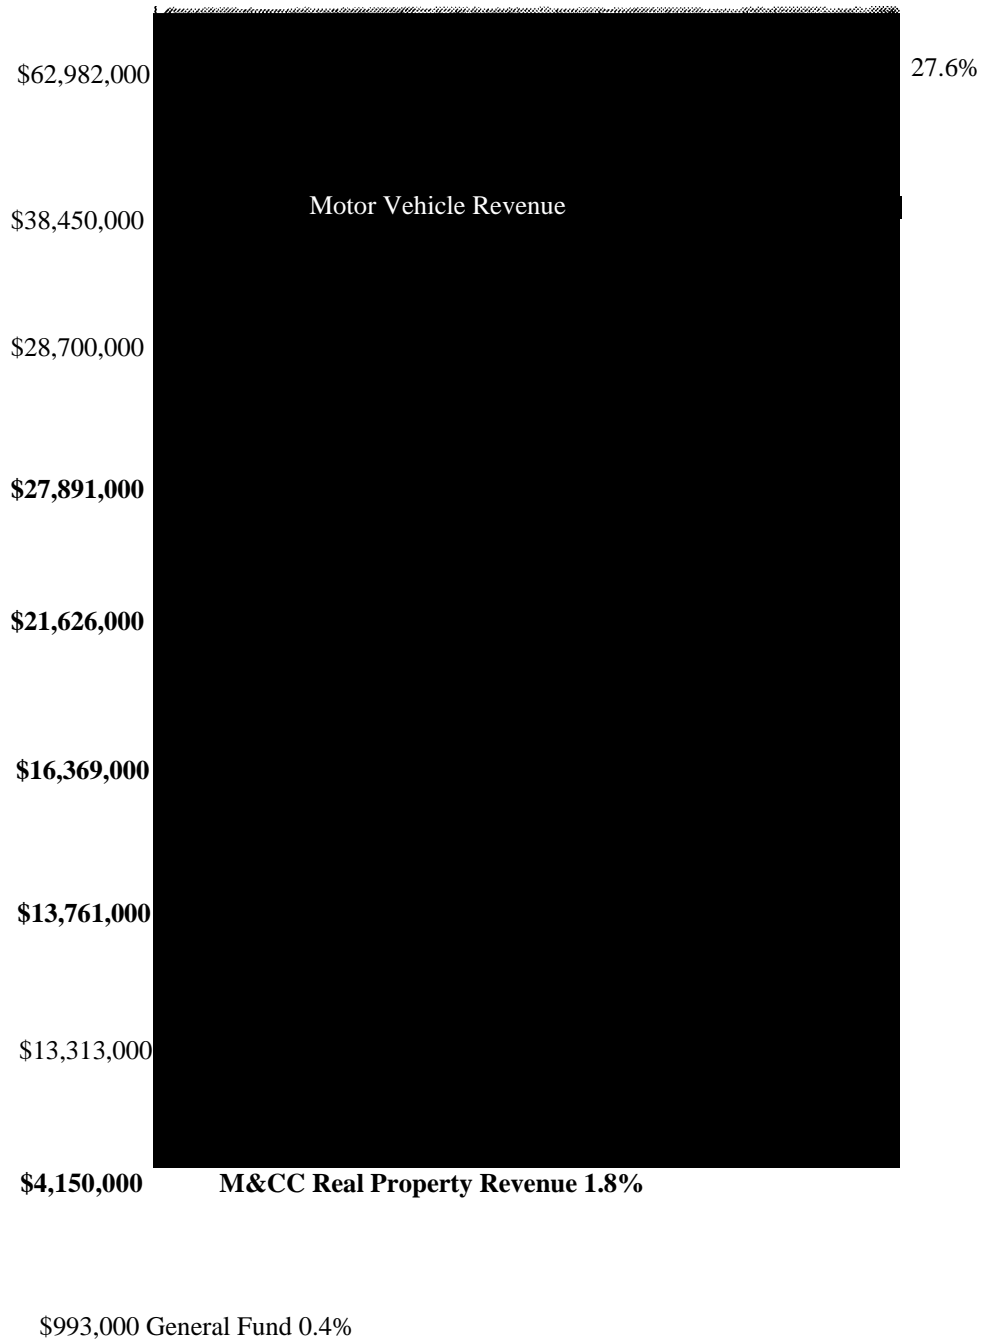 $62,982,000 27.6%
$38,450,000 Motor Vehicle Revenue
$28,700,000
$27,891,000
$21,626,000
$16,369,000
$13,761,000
$13,313,000
$4,150,000 M&CC Real Property Revenue 1.8%
$993,000 General Fund 0.4%